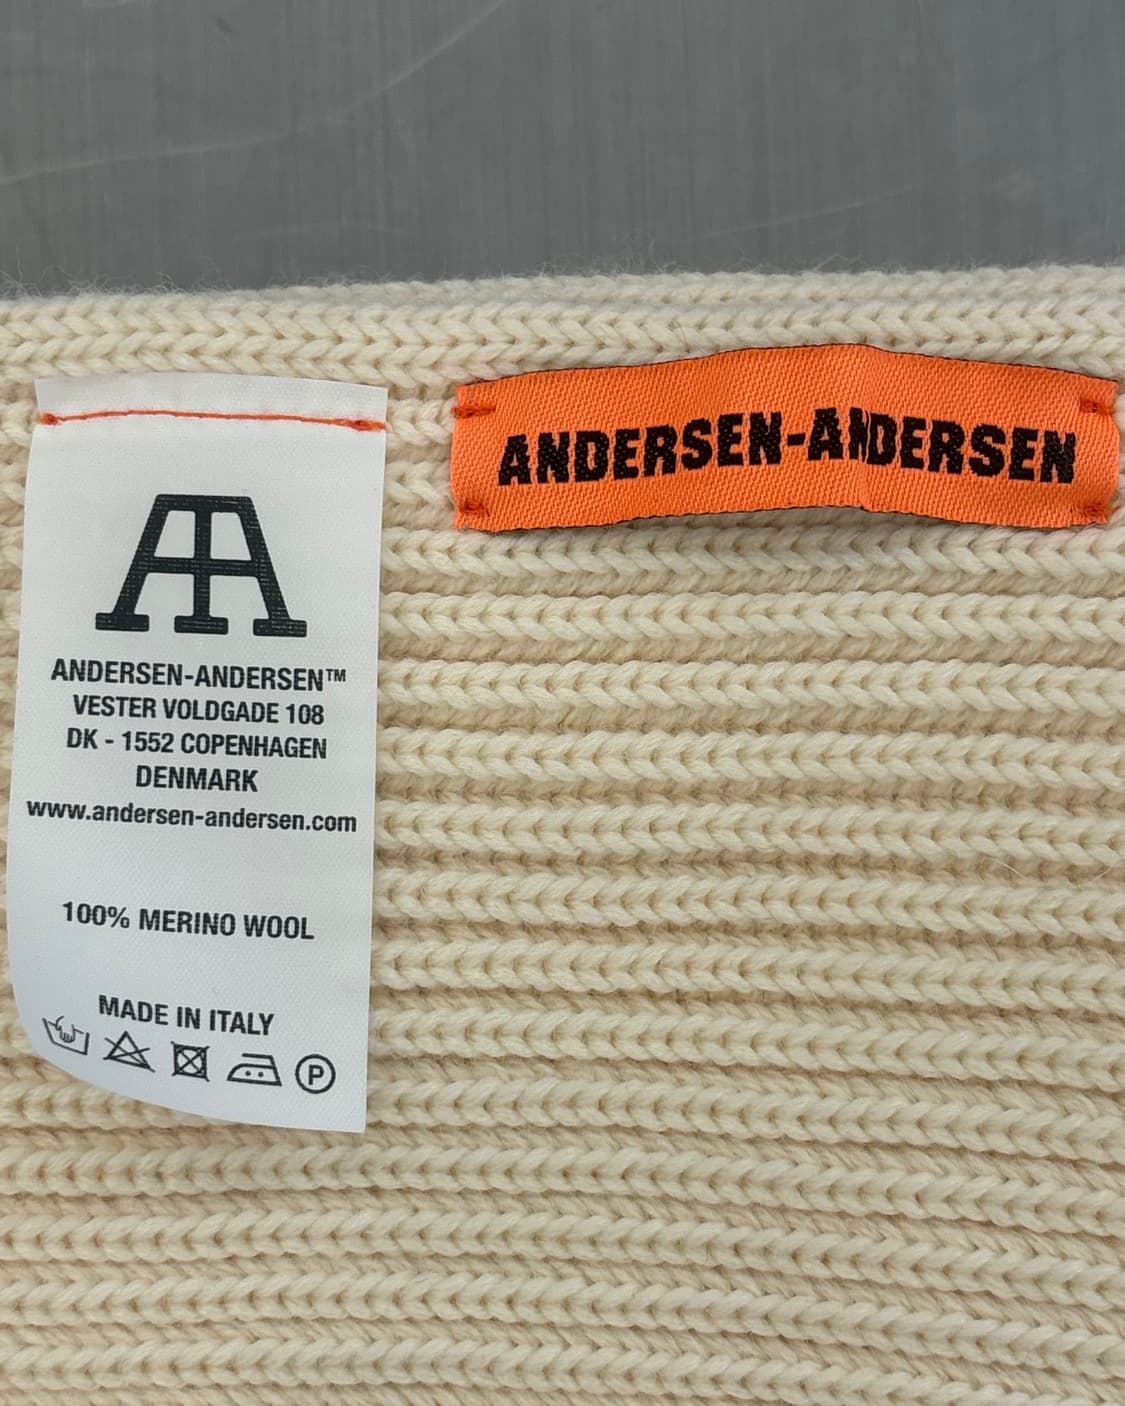 ANDERSEN-ANDERSEN
ANDERSEN-ANDERSEN™
VESTER VOLDGADE 108
DK - 1552 COPENHAGEN
DENMARK
www.andersen-andersen.com
100% MERINO WOOL
MADE IN ITALY
P